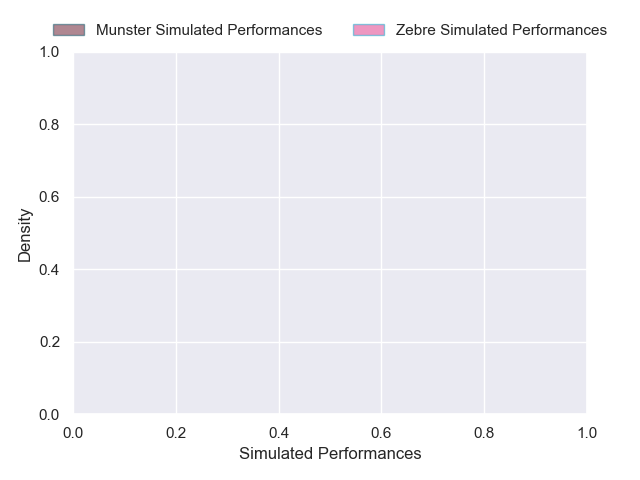 Munster Simulated Performances
Zebre Simulated Performances
1.0
0.8
0.6
0.4
0.2
0.0
Density
0.0 0.2 0.4 0.6 0.8 1.0
Simulated Performances